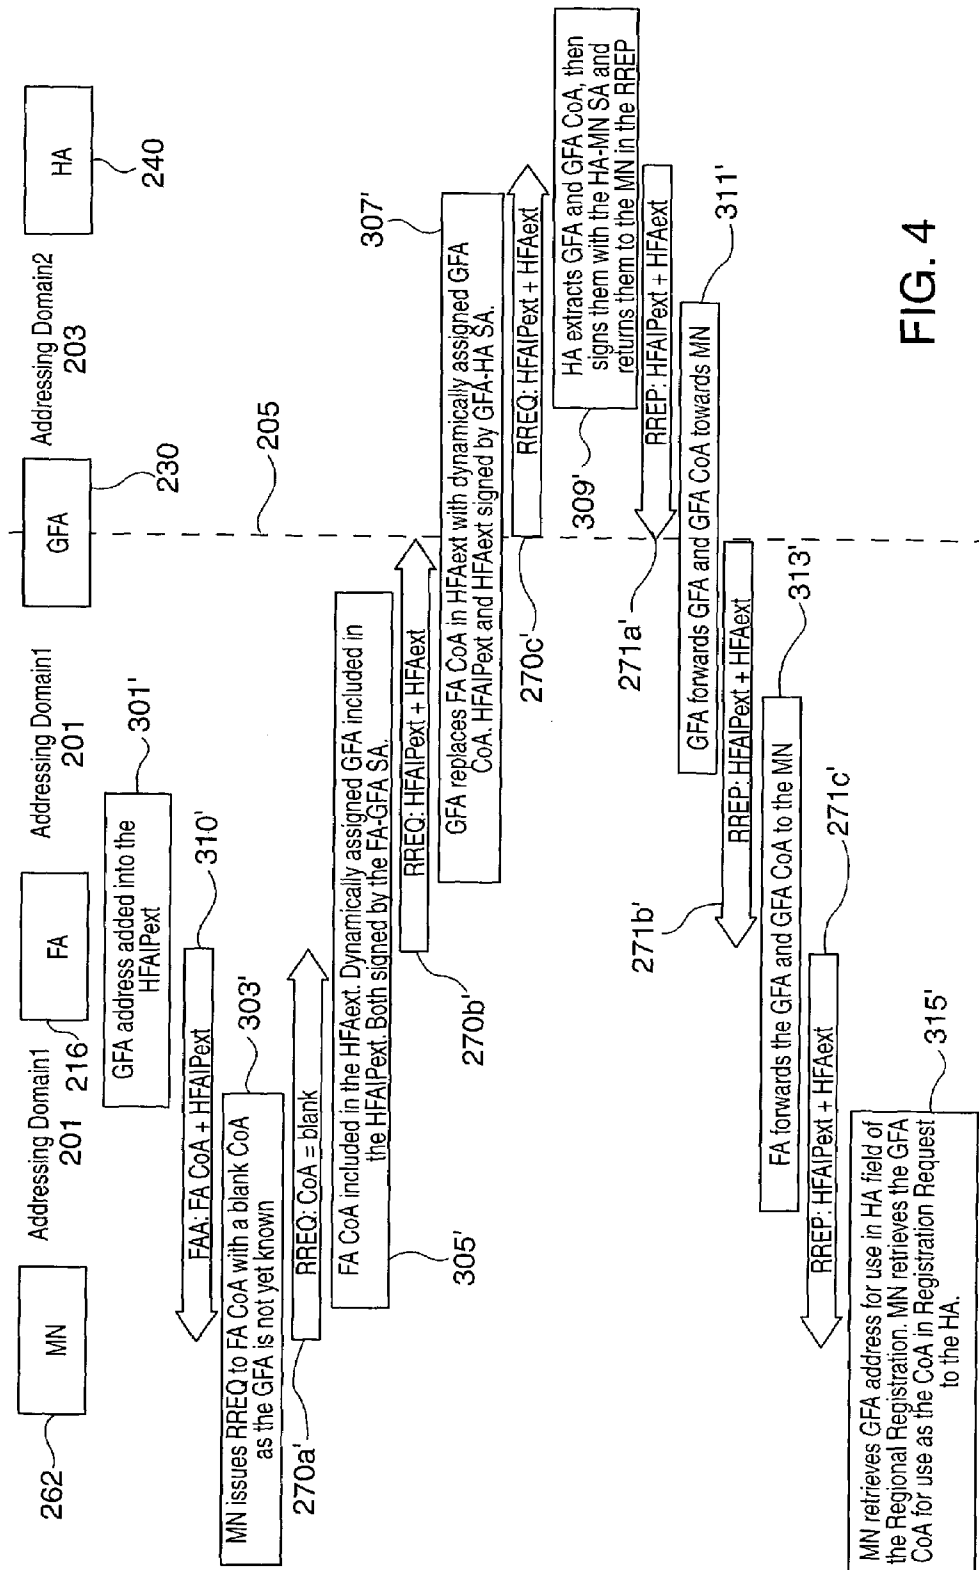 MN
262
Addressing Domain1
201
FA
216
Addressing Domain1
201
GFA
230
Addressing Domain2
203
HA
240
205
GFA address added into the
HFAIPext
301'
FAA: FA CoA + HFAIPext
310'
MN issues RREQ to FA CoA with a blank CoA
as the GFA is not yet known
303'
RREQ: CoA = blank
270a'
FA CoA included in the HFAext. Dynamically assigned GFA included in
the HFAIPext. Both signed by the FA-GFA SA.
305'
RREQ: HFAIPext + HFAext
270b'
GFA replaces FA CoA in HFAext with dynamically assigned GFA
CoA. HFAIPext and HFAext signed by GFA-HA SA.
307'
RREQ: HFAIPext + HFAext
270c'
HA extracts GFA and GFA CoA, then
signs them with the HA-MN SA and
returns them to the MN in the RREP
309'
RREP: HFAIPext + HFAext
271a'
GFA forwards GFA and GFA CoA towards MN
311'
RREP: HFAIPext + HFAext
271b'
FA forwards the GFA and GFA CoA to the MN
313'
RREP: HFAIPext + HFAext
271c'
MN retrieves GFA address for use in HA field of
the Regional Registration. MN retrieves the GFA
CoA for use as the CoA in Registration Request
to the HA.
315'
FIG. 4